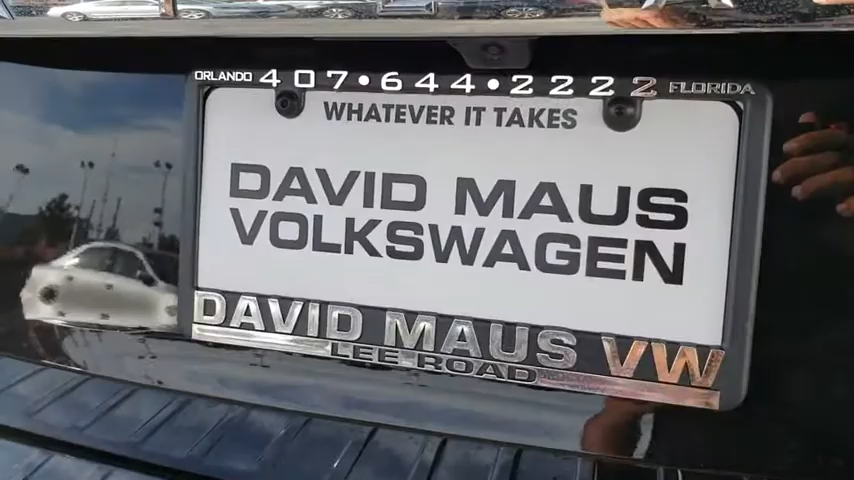 ORLANDO 407•644•2222 FLORIDA
WHATEVER IT TAKES
DAVID MAUS
VOLKSWAGEN
DAVID MAUS VW
LEE ROAD